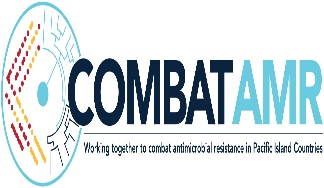 COMBATAMR
Working together to combat antimicrobial resistance in Pacific Island Countries